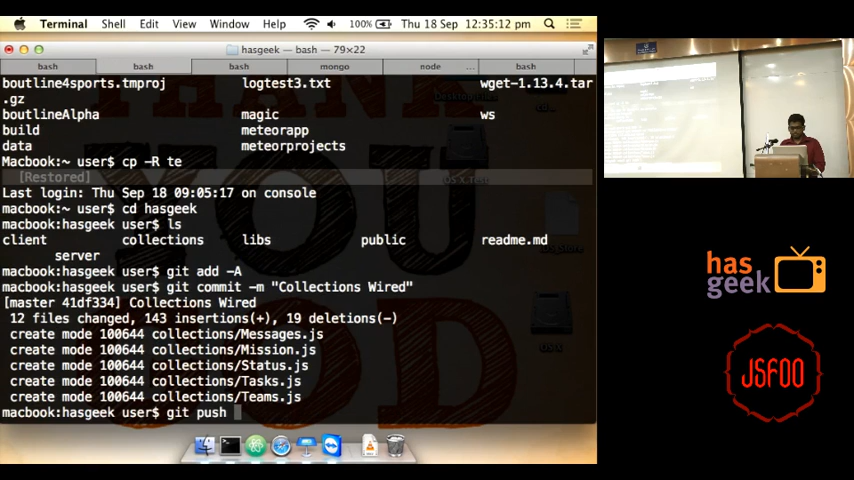 Terminal Shell Edit View Window Help 100% Thu 18 Sep 12:35:12 pm
hasgeek — bash — 79×22
bash bash bash mongo node ... bash
boutline4sports.tmproj logtest3.txt wget-1.13.4.tar
.gz
boutlineAlpha magic ws
build meteorapp
data meteorprojects
Macbook:~ user$ cp -R te
[Restored]
Last login: Thu Sep 18 09:05:17 on console
macbook:~ user$ cd hasgeek
macbook:hasgeek user$ ls
client collections libs public readme.md
server
macbook:hasgeek user$ git add -A
macbook:hasgeek user$ git commit -m "Collections Wired"
[master 41df334] Collections Wired
12 files changed, 143 insertions(+), 19 deletions(-)
create mode 100644 collections/Messages.js
create mode 100644 collections/Mission.js
create mode 100644 collections/Status.js
create mode 100644 collections/Tasks.js
create mode 100644 collections/Teams.js
macbook:hasgeek user$ git push
THANK
YOU
GOD
has
geek
JSFOO